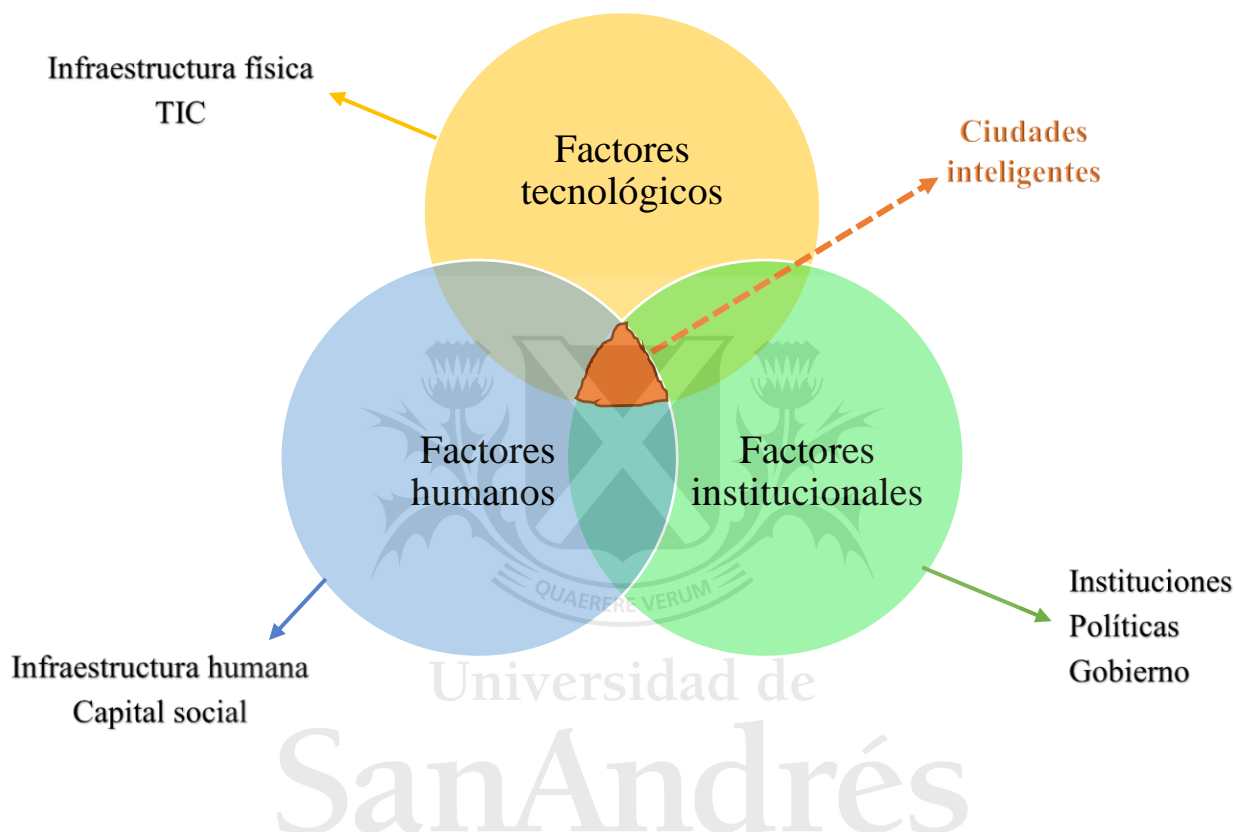 Infraestructura física
TIC
Factores
tecnológicos
Ciudades
inteligentes
Factores
humanos
Factores
institucionales
QUAERERE VERUM
Infraestructura humana
Capital social
Instituciones
Políticas
Gobierno
Universidad de
SanAndrés